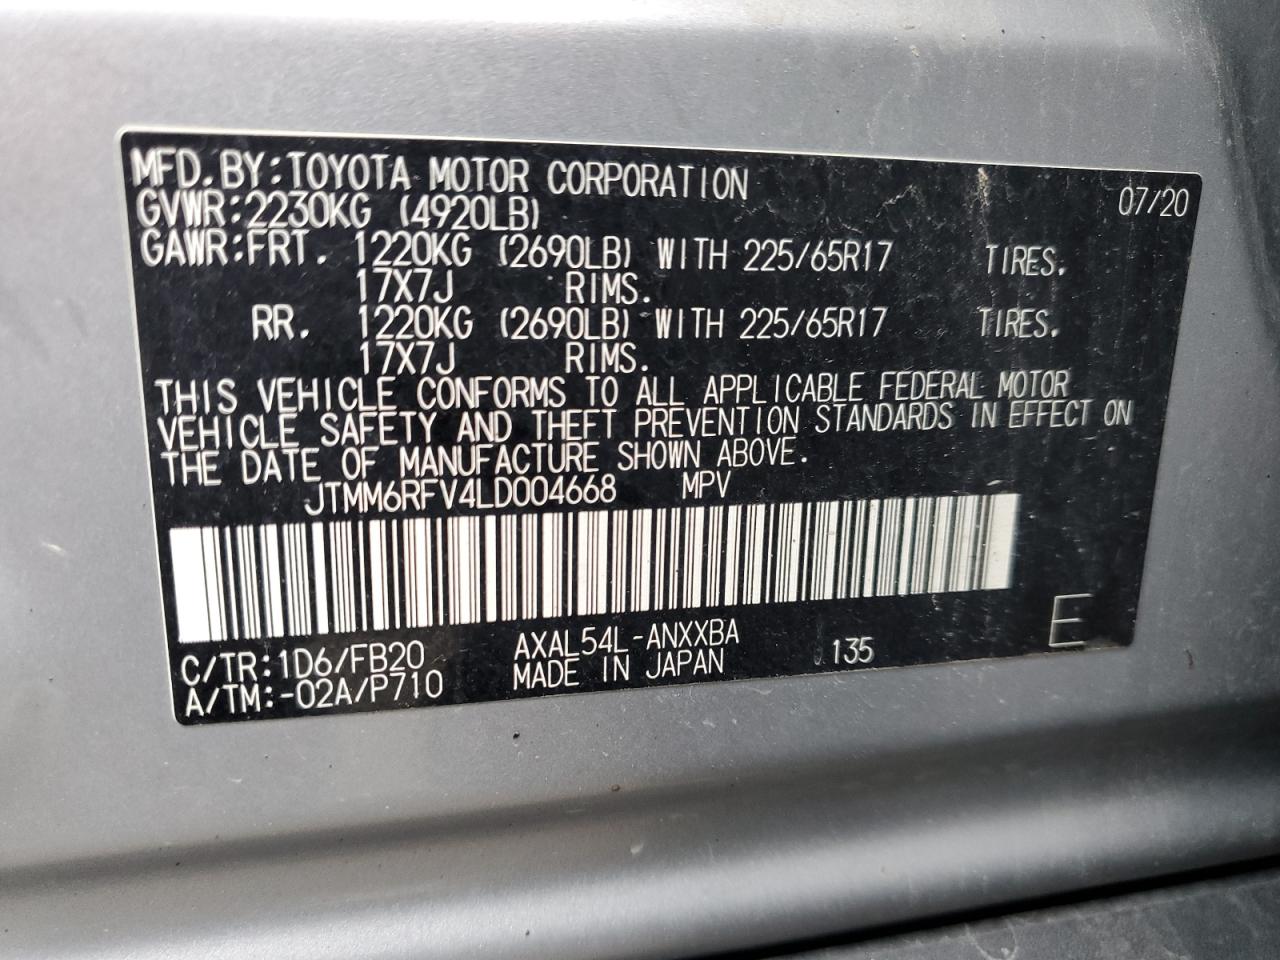 MFD. BY: TOYOTA MOTOR CORPORATION 07/20
GVWR: 2230KG (4920LB)
GAWR: FRT. 1220KG (2690LB) WITH 225/65R17 TIRES.
17X7J RIMS.
RR. 1220KG (2690LB) WITH 225/65R17 TIRES.
17X7J RIMS.
THIS VEHICLE CONFORMS TO ALL APPLICABLE FEDERAL MOTOR
VEHICLE SAFETY AND THEFT PREVENTION STANDARDS IN EFFECT ON
THE DATE OF MANUFACTURE SHOWN ABOVE.
JTMM6RFV4LD004668 MPV
C/TR: 1D6/FB20 AXAL54L-ANXXBA 135 E
A/TM: -02A/P710 MADE IN JAPAN